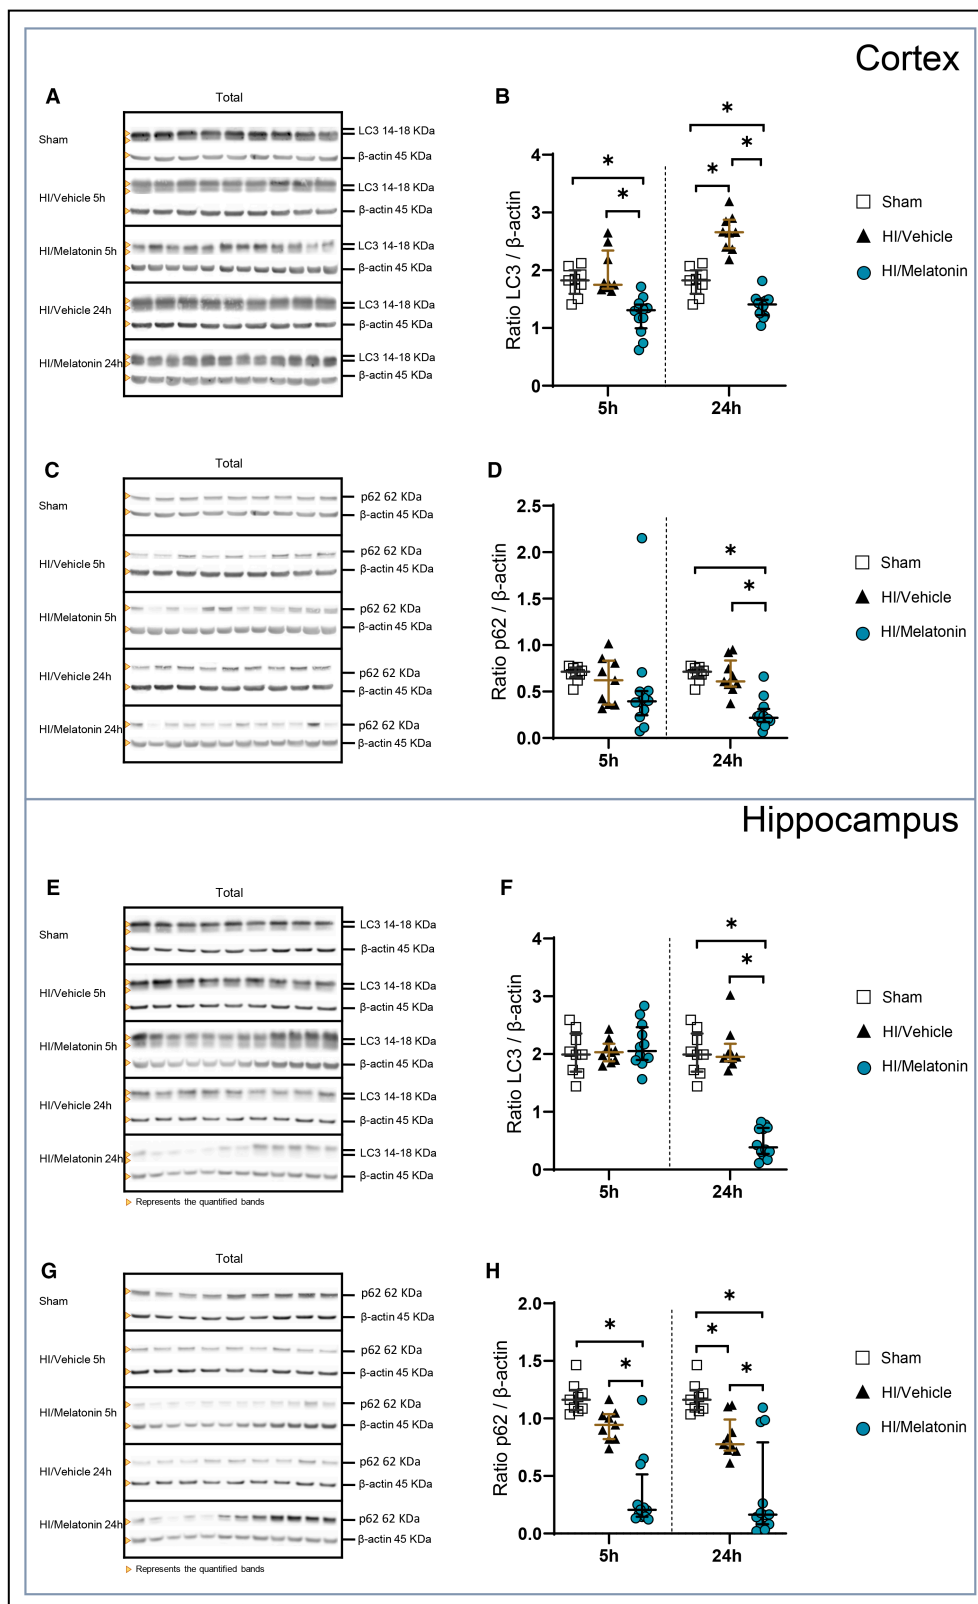 Cortex
A
Total
Sham
LC3 14-18 KDa
β-actin 45 KDa
HI/Vehicle 5h
LC3 14-18 KDa
β-actin 45 KDa
HI/Melatonin 5h
LC3 14-18 KDa
β-actin 45 KDa
HI/Vehicle 24h
LC3 14-18 KDa
β-actin 45 KDa
HI/Melatonin 24h
LC3 14-18 KDa
β-actin 45 KDa
B
Ratio LC3 / β-actin
4
3
2
1
0
* * * * *
5h 24h
Sham
HI/Vehicle
HI/Melatonin
C
Total
Sham
p62 62 KDa
β-actin 45 KDa
HI/Vehicle 5h
p62 62 KDa
β-actin 45 KDa
HI/Melatonin 5h
p62 62 KDa
β-actin 45 KDa
HI/Vehicle 24h
p62 62 KDa
β-actin 45 KDa
HI/Melatonin 24h
p62 62 KDa
β-actin 45 KDa
D
Ratio p62 / β-actin
2.5
2.0
1.5
1.0
0.5
0.0
* *
5h 24h
Sham
HI/Vehicle
HI/Melatonin
Hippocampus
E
Total
Sham
LC3 14-18 KDa
β-actin 45 KDa
HI/Vehicle 5h
LC3 14-18 KDa
β-actin 45 KDa
HI/Melatonin 5h
LC3 14-18 KDa
β-actin 45 KDa
HI/Vehicle 24h
LC3 14-18 KDa
β-actin 45 KDa
HI/Melatonin 24h
LC3 14-18 KDa
β-actin 45 KDa
Represents the quantified bands
F
Ratio LC3 / β-actin
4
3
2
1
0
* *
5h 24h
Sham
HI/Vehicle
HI/Melatonin
G
Total
Sham
p62 62 KDa
β-actin 45 KDa
HI/Vehicle 5h
p62 62 KDa
β-actin 45 KDa
HI/Melatonin 5h
p62 62 KDa
β-actin 45 KDa
HI/Vehicle 24h
p62 62 KDa
β-actin 45 KDa
HI/Melatonin 24h
p62 62 KDa
β-actin 45 KDa
Represents the quantified bands
H
Ratio p62 / β-actin
2.0
1.5
1.0
0.5
0.0
* * * * *
5h 24h
Sham
HI/Vehicle
HI/Melatonin